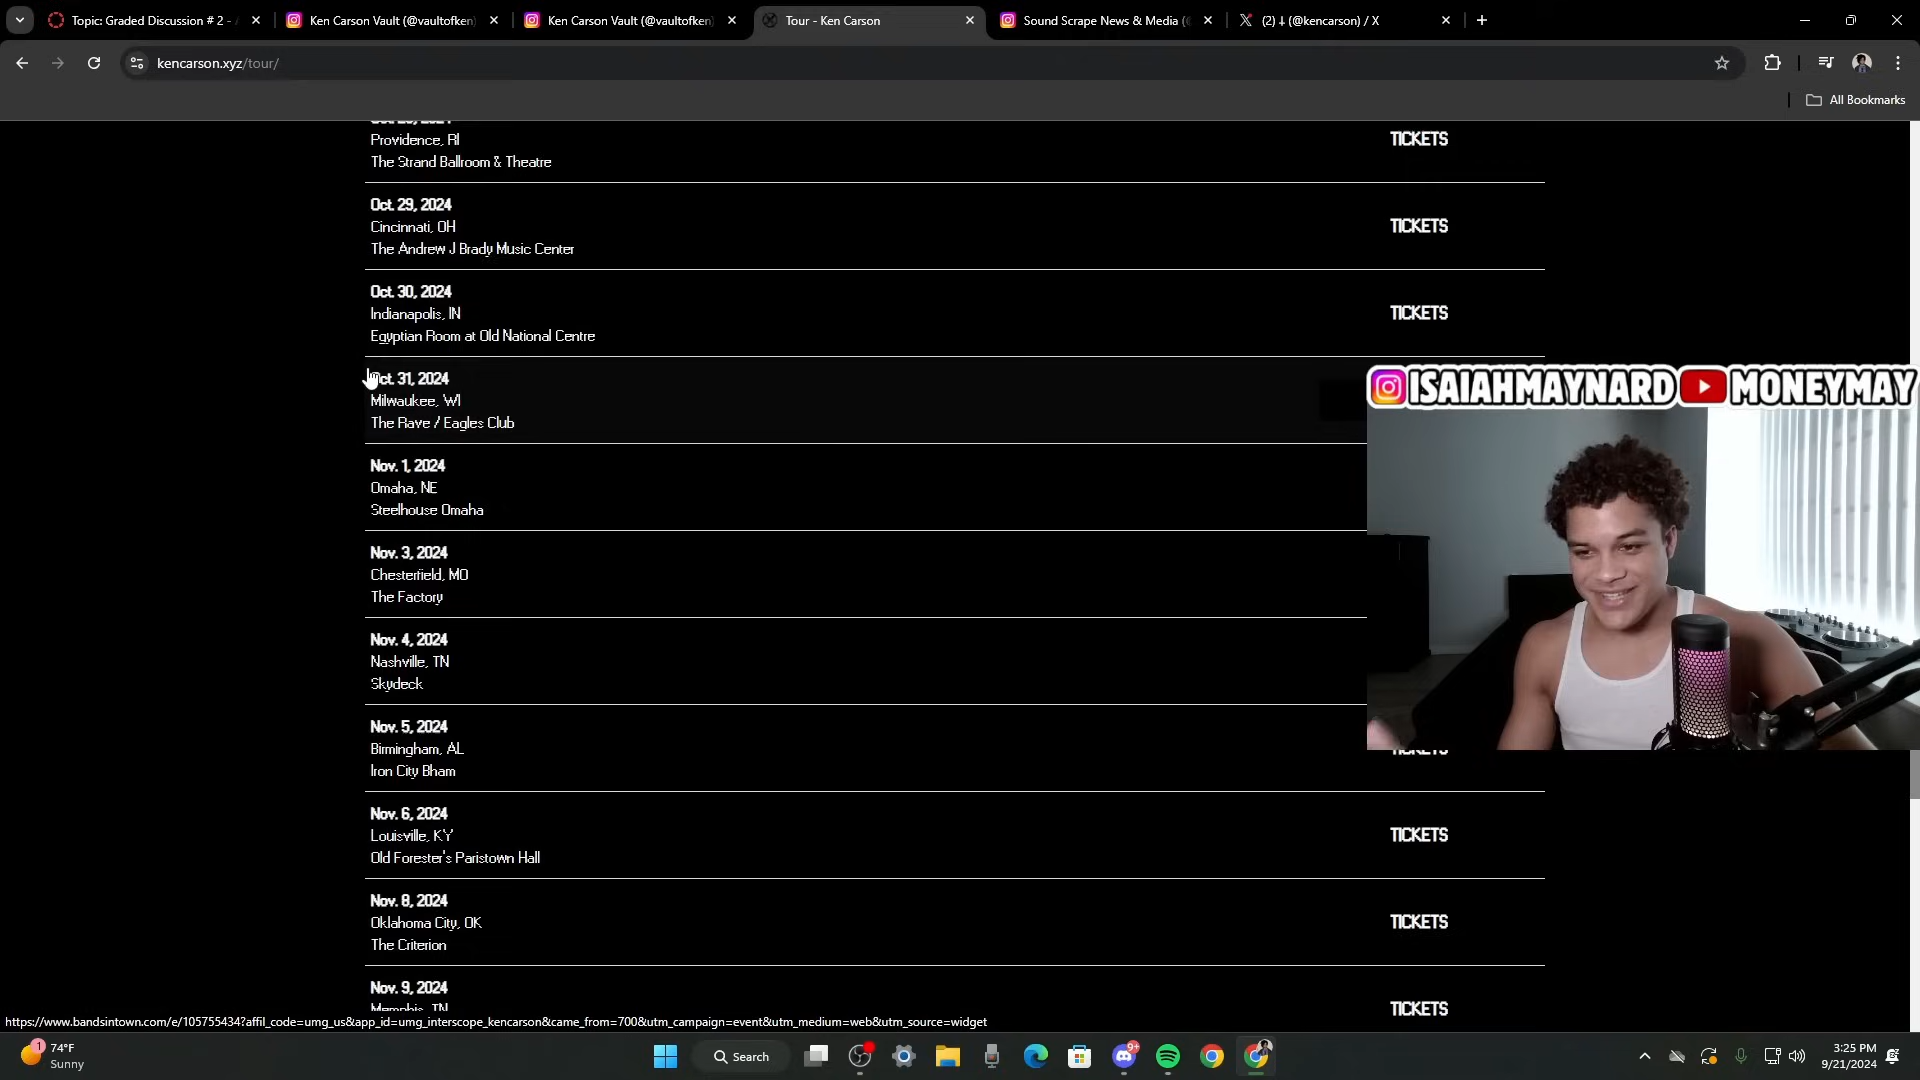 Topic Graded Discussion # 2 -
Ken Carson Vault (@vaultofken)
Ken Carson Vault (@vaultofken)
Tour - Ken Carson
Sound Scrape News & Media (
(2) ⸸ (@kencarson) / X
kencarson.xyz/tour/
All Bookmarks
Providence, RI
The Strand Ballroom & Theatre
TICKETS
Oct. 29, 2024
Cincinnati, OH
The Andrew J Brady Music Center
TICKETS
Oct. 30, 2024
Indianapolis, IN
Egyptian Room at Old National Centre
TICKETS
Oct. 31, 2024
Milwaukee, WI
The Rave / Eagles Club
Nov. 1, 2024
Omaha, NE
Steelhouse Omaha
Nov. 3, 2024
Chesterfield, MO
The Factory
Nov. 4, 2024
Nashville, TN
Skydeck
Nov. 5, 2024
Birmingham, AL
Iron City Bham
TICKETS
Nov. 6, 2024
Louisville, KY
Old Forester's Paristown Hall
TICKETS
Nov. 8, 2024
Oklahoma City, OK
The Criterion
TICKETS
Nov. 9, 2024
Memphis, TN
TICKETS
ISAIAHMAYNARD MONEYMAY
https://www.bandsintown.com/e/105755434?affil_code=umg_us&app_id=umg_interscope_kencarson&came_from=700&utm_campaign=event&utm_medium=web&utm_source=widget
1
74°F
Sunny
Search
9+
3:25 PM
9/21/2024